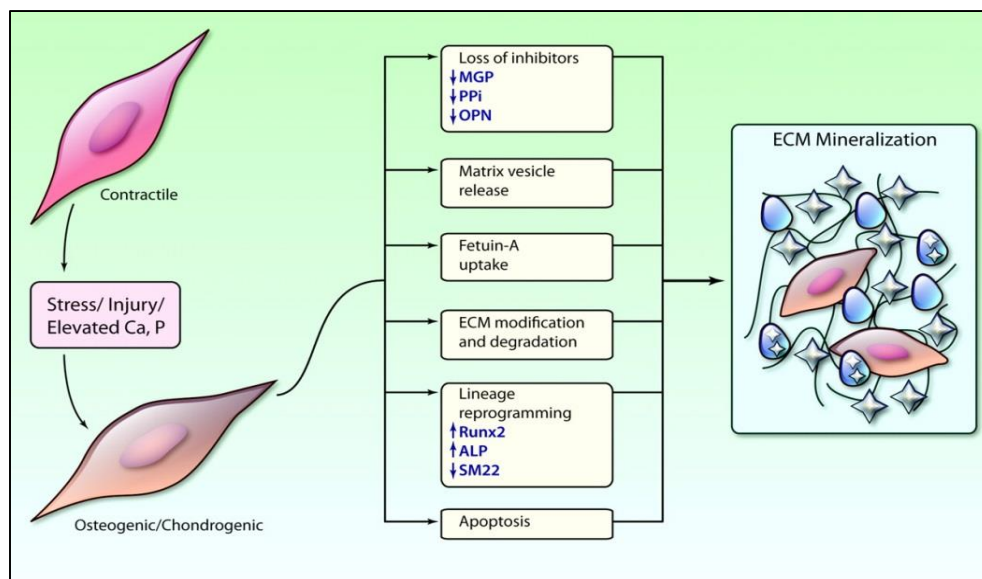 Contractile
Stress/ Injury/
Elevated Ca, P
Osteogenic/Chondrogenic
Loss of inhibitors
↓MGP
↓PPi
↓OPN
Matrix vesicle
release
Fetuin-A
uptake
ECM modification
and degradation
Lineage
reprogramming
↑Runx2
↑ALP
↓SM22
Apoptosis
ECM Mineralization